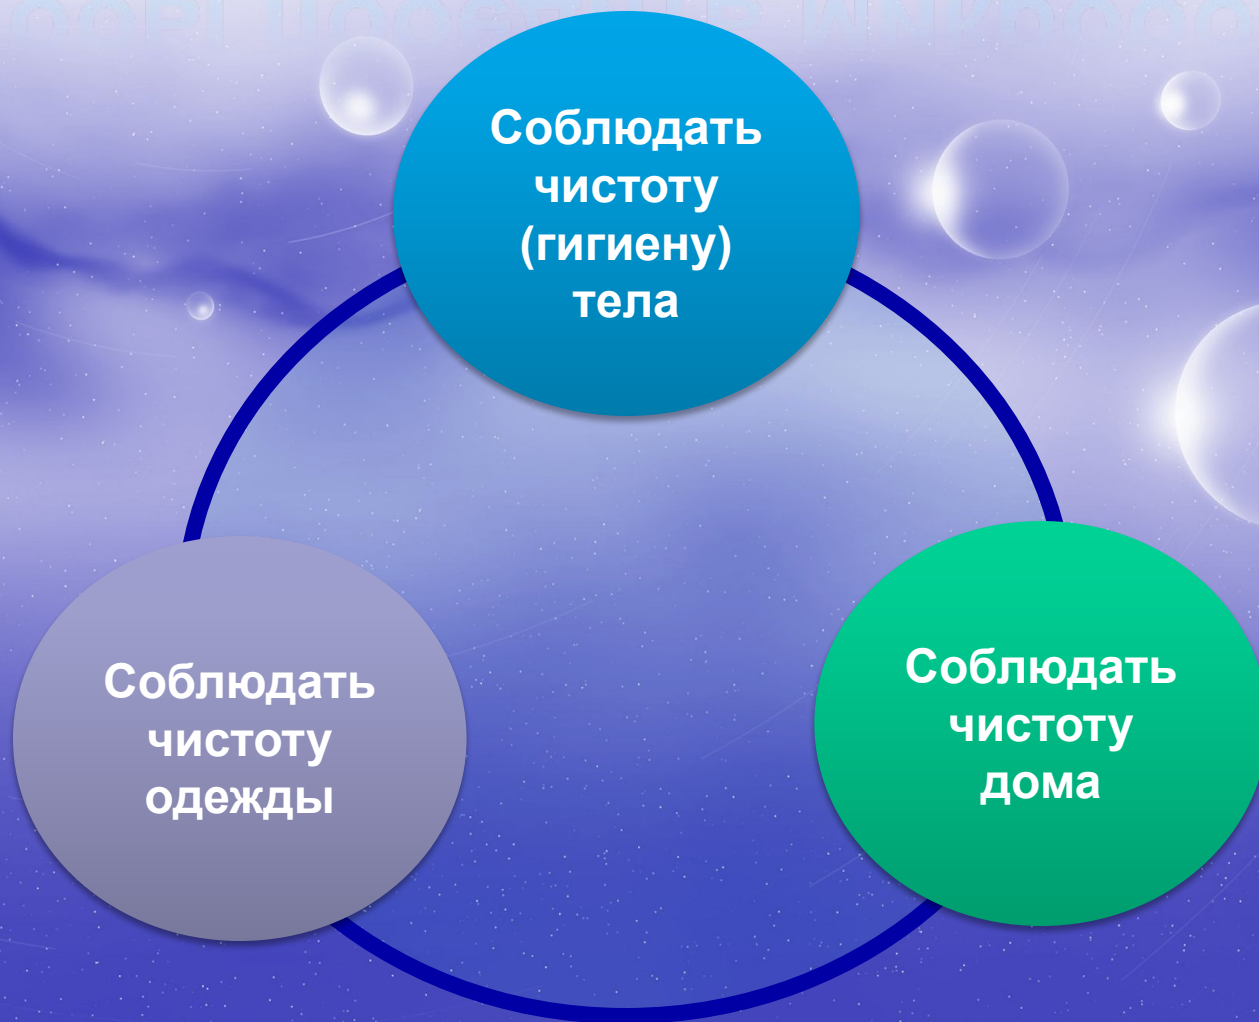 Соблюдать
чистоту
(гигиену)
тела
Соблюдать
чистоту
одежды
Соблюдать
чистоту
дома